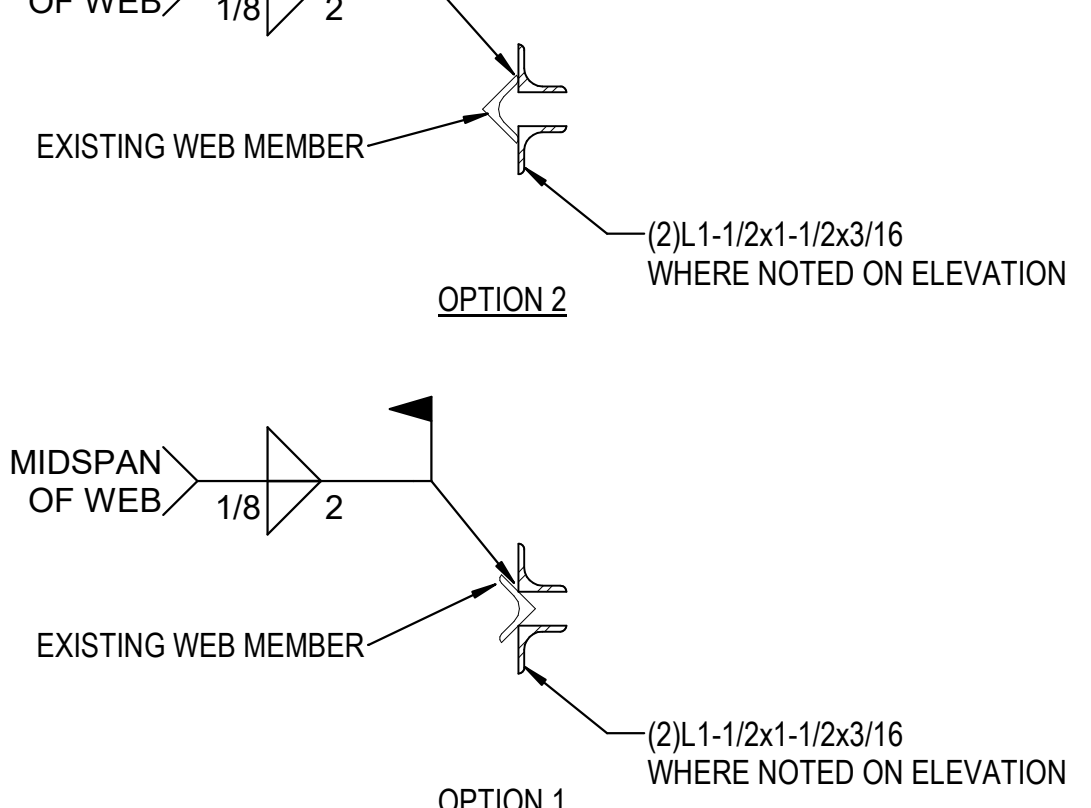 OF WEB
1/8 2
EXISTING WEB MEMBER
(2)L1-1/2x1-1/2x3/16
WHERE NOTED ON ELEVATION
OPTION 2
MIDSPAN
OF WEB
1/8 2
EXISTING WEB MEMBER
(2)L1-1/2x1-1/2x3/16
WHERE NOTED ON ELEVATION
OPTION 1